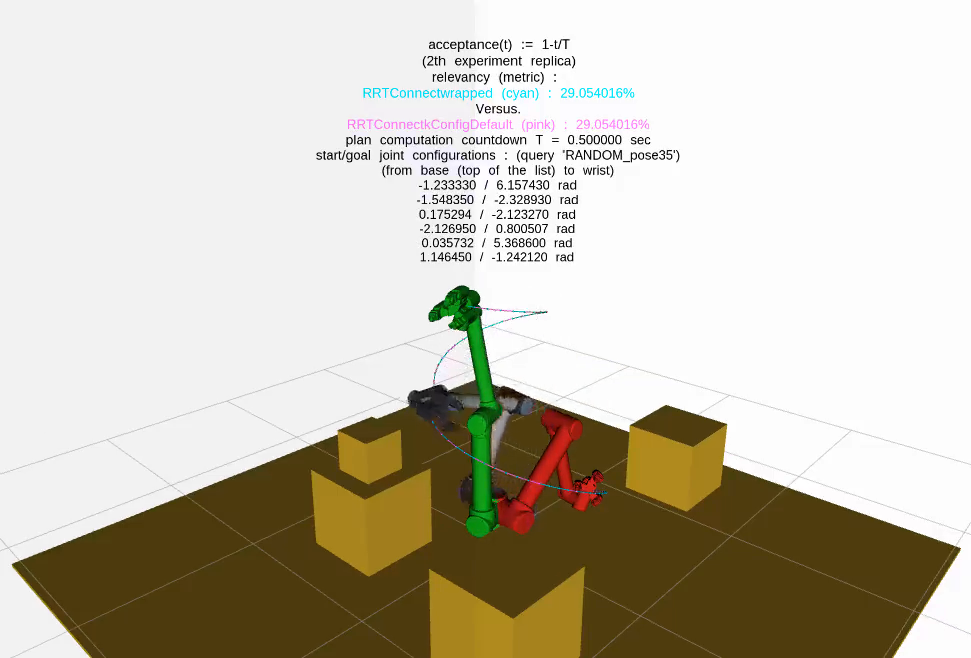 acceptance(t) := 1-t/T
(2th experiment replica)
relevancy (metric) :
RRTConnectwrapped (cyan) : 29.054016%
Versus.
RRTConnectkConfigDefault (pink) : 29.054016%
plan computation countdown T = 0.500000 sec
start/goal joint configurations : (query 'RANDOM_pose35')
(from base (top of the list) to wrist)
-1.233330 / 6.157430 rad
-1.548350 / -2.328930 rad
0.175294 / -2.123270 rad
-2.126950 / 0.800507 rad
0.035732 / 5.368600 rad
1.146450 / -1.242120 rad